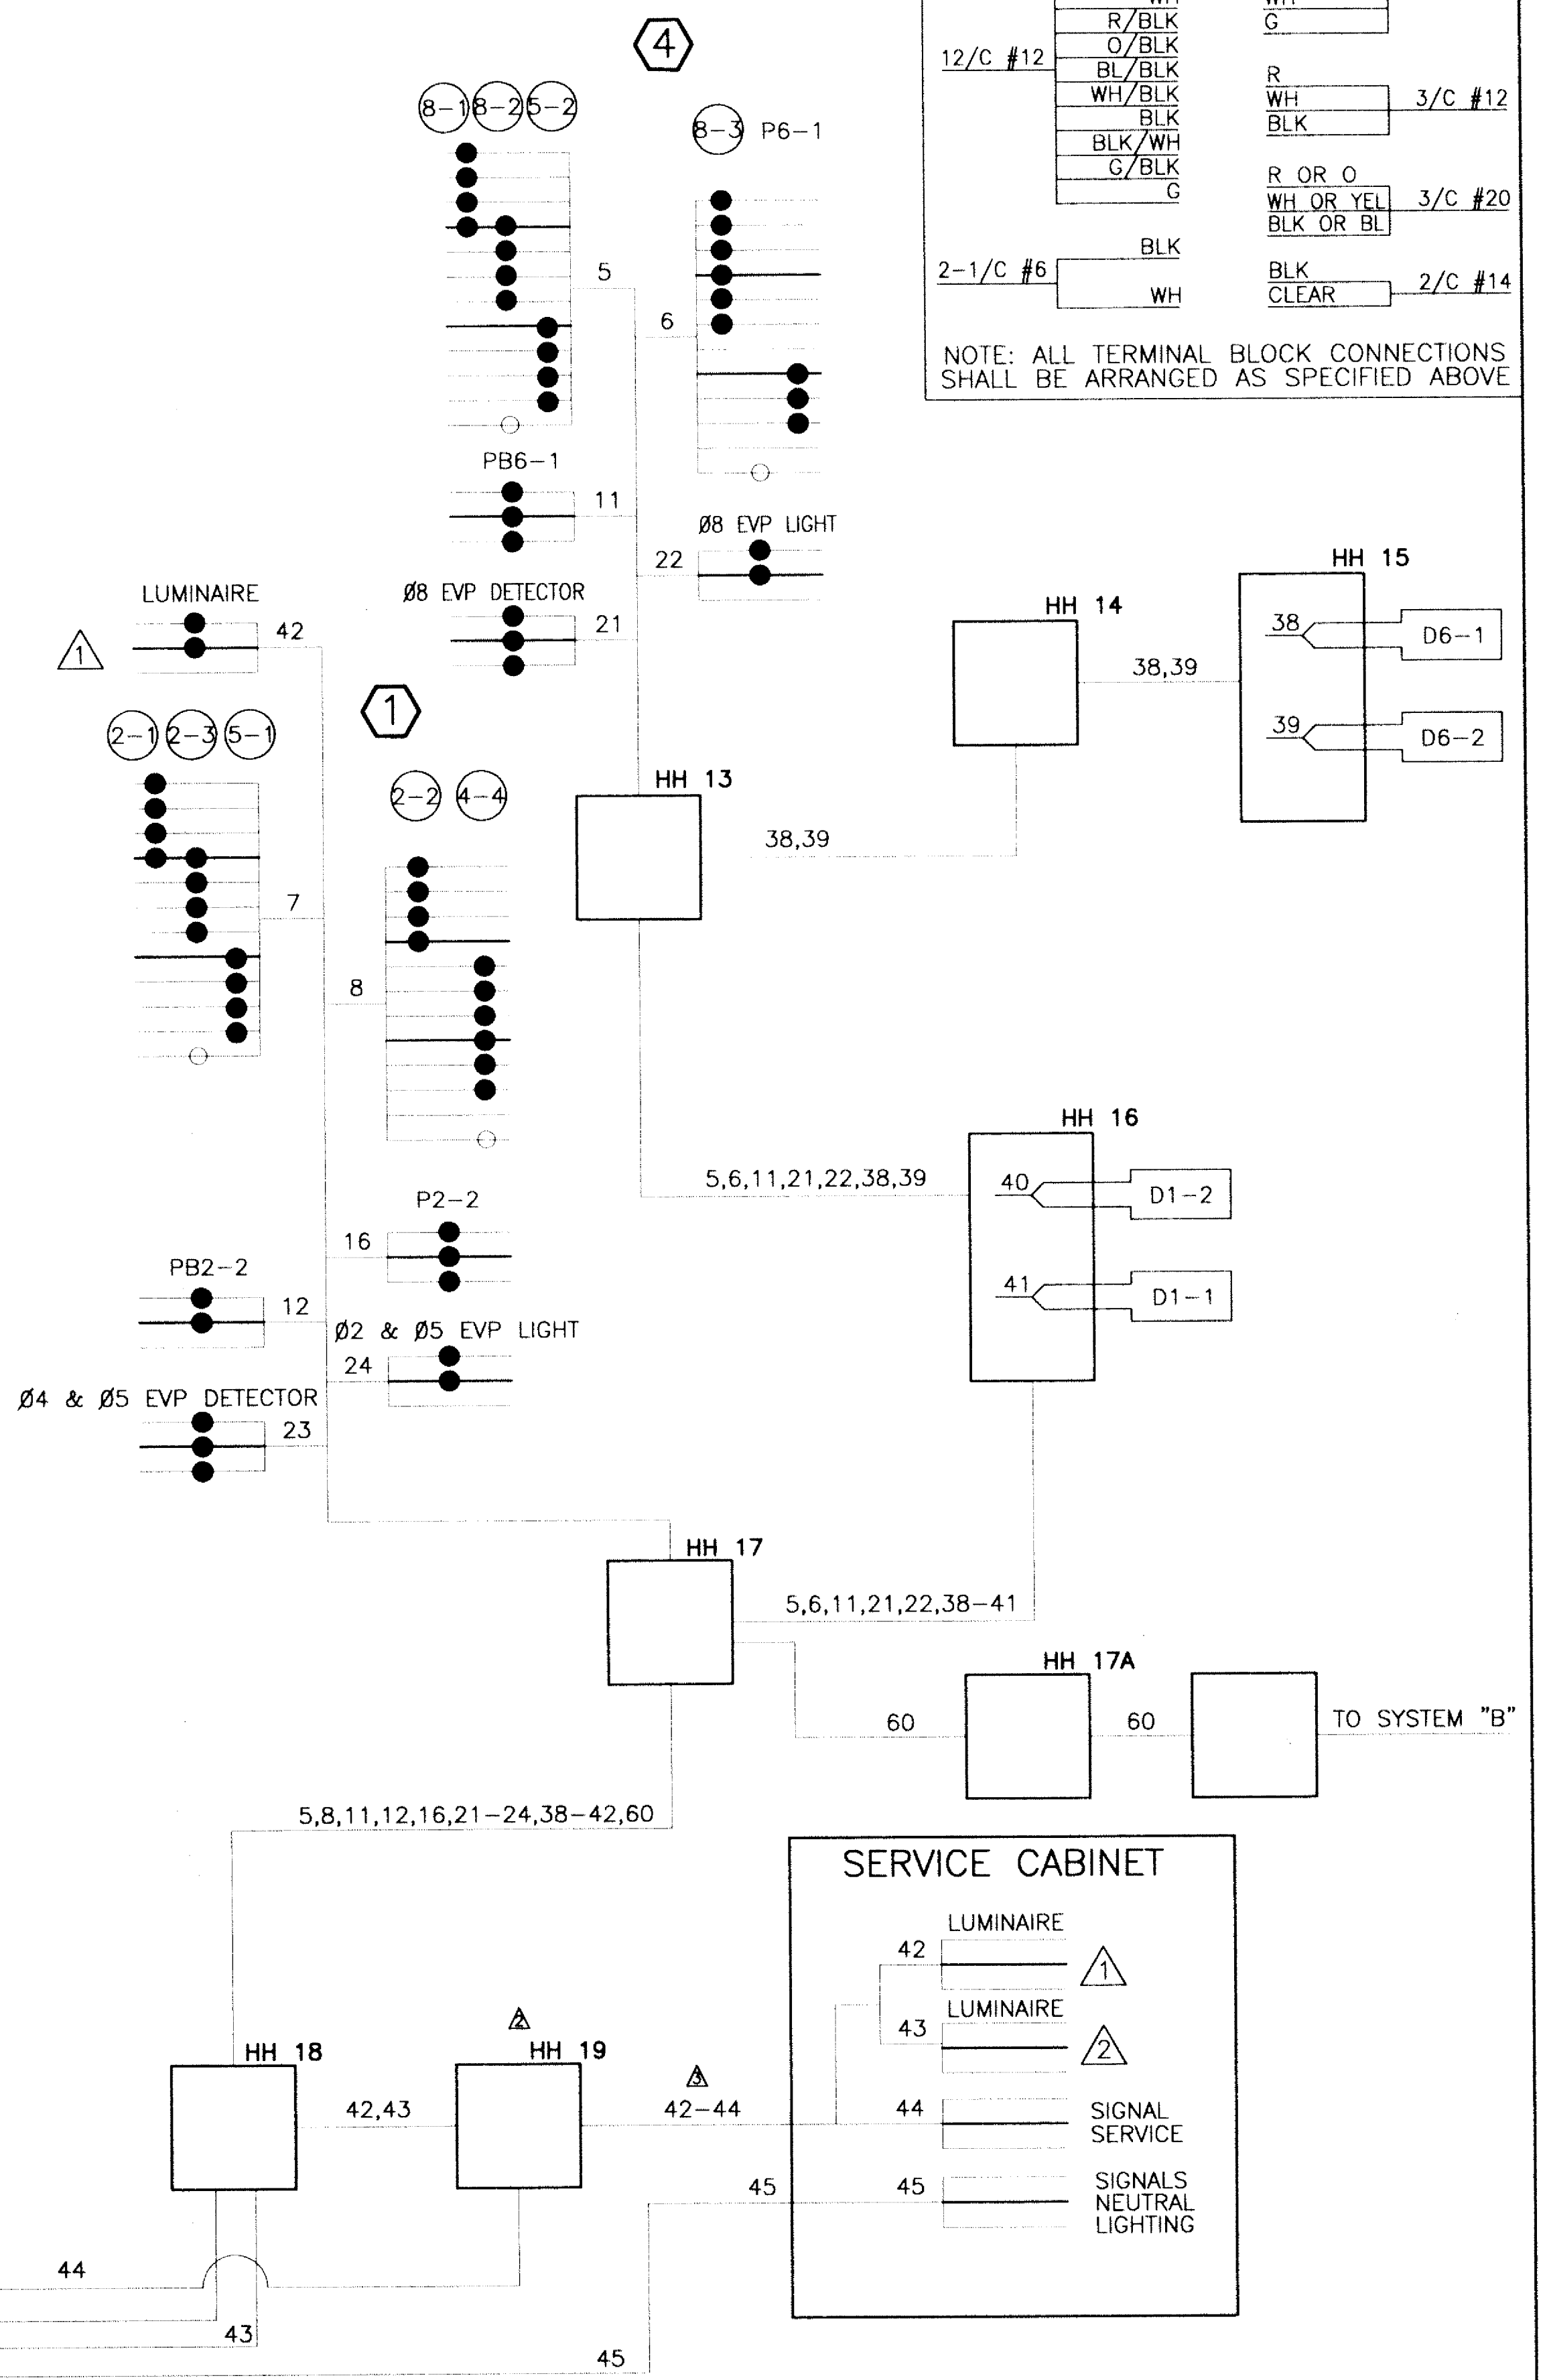 WH
WH
R/BLK
G
O/BLK
12/C #12
BL/BLK
R
WH/BLK
WH
3/C #12
BLK
BLK
BLK/WH
G/BLK
R OR O
G
WH OR YEL
3/C #20
BLK OR BL
BLK
2-1/C #6
WH
BLK
2/C #14
CLEAR
NOTE: ALL TERMINAL BLOCK CONNECTIONS
SHALL BE ARRANGED AS SPECIFIED ABOVE
4
8-1 8-2 5-2
8-3 P6-1
5
6
PB6-1
11
Ø8 EVP LIGHT
22
Ø8 EVP DETECTOR
21
LUMINAIRE
42
1
1
2-1 2-3 5-1
7
2-2 4-4
8
HH 13
38,39
HH 14
38,39
HH 15
38
D6-1
39
D6-2
HH 16
5,6,11,21,22,38,39
40
D1-2
41
D1-1
P2-2
16
PB2-2
12
Ø2 & Ø5 EVP LIGHT
24
Ø4 & Ø5 EVP DETECTOR
23
HH 17
5,6,11,21,22,38-41
HH 17A
60
60
TO SYSTEM "B"
5,8,11,12,16,21-24,38-42,60
SERVICE CABINET
LUMINAIRE
42
1
LUMINAIRE
43
2
44
SIGNAL
SERVICE
45
45
SIGNALS
NEUTRAL
LIGHTING
2
HH 18
HH 19
3
42,43
42-44
44
43
45